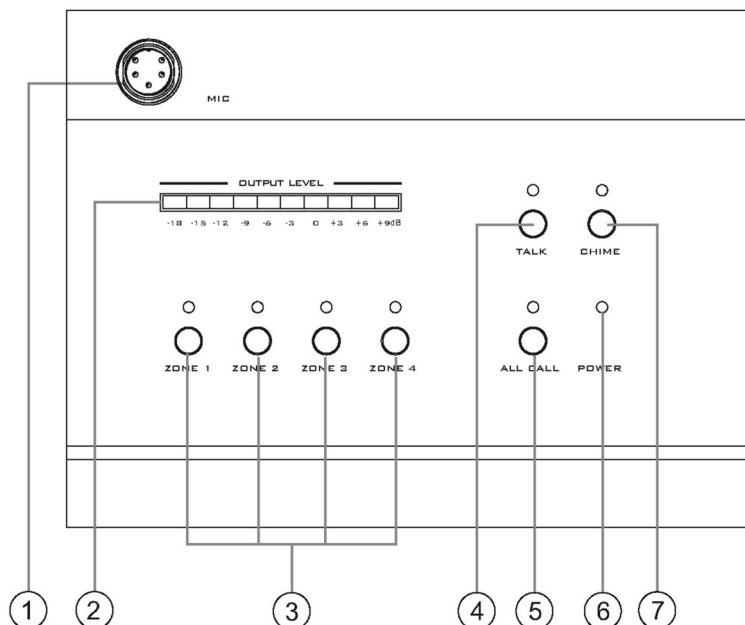 MIC
OUTPUT LEVEL
-18 -15 -12 -9 -6 -3 0 +3 +6 +9dB
TALK CHIME
ZONE 1 ZONE 2 ZONE 3 ZONE 4 ALL CALL POWER
1 2 3 4 5 6 7